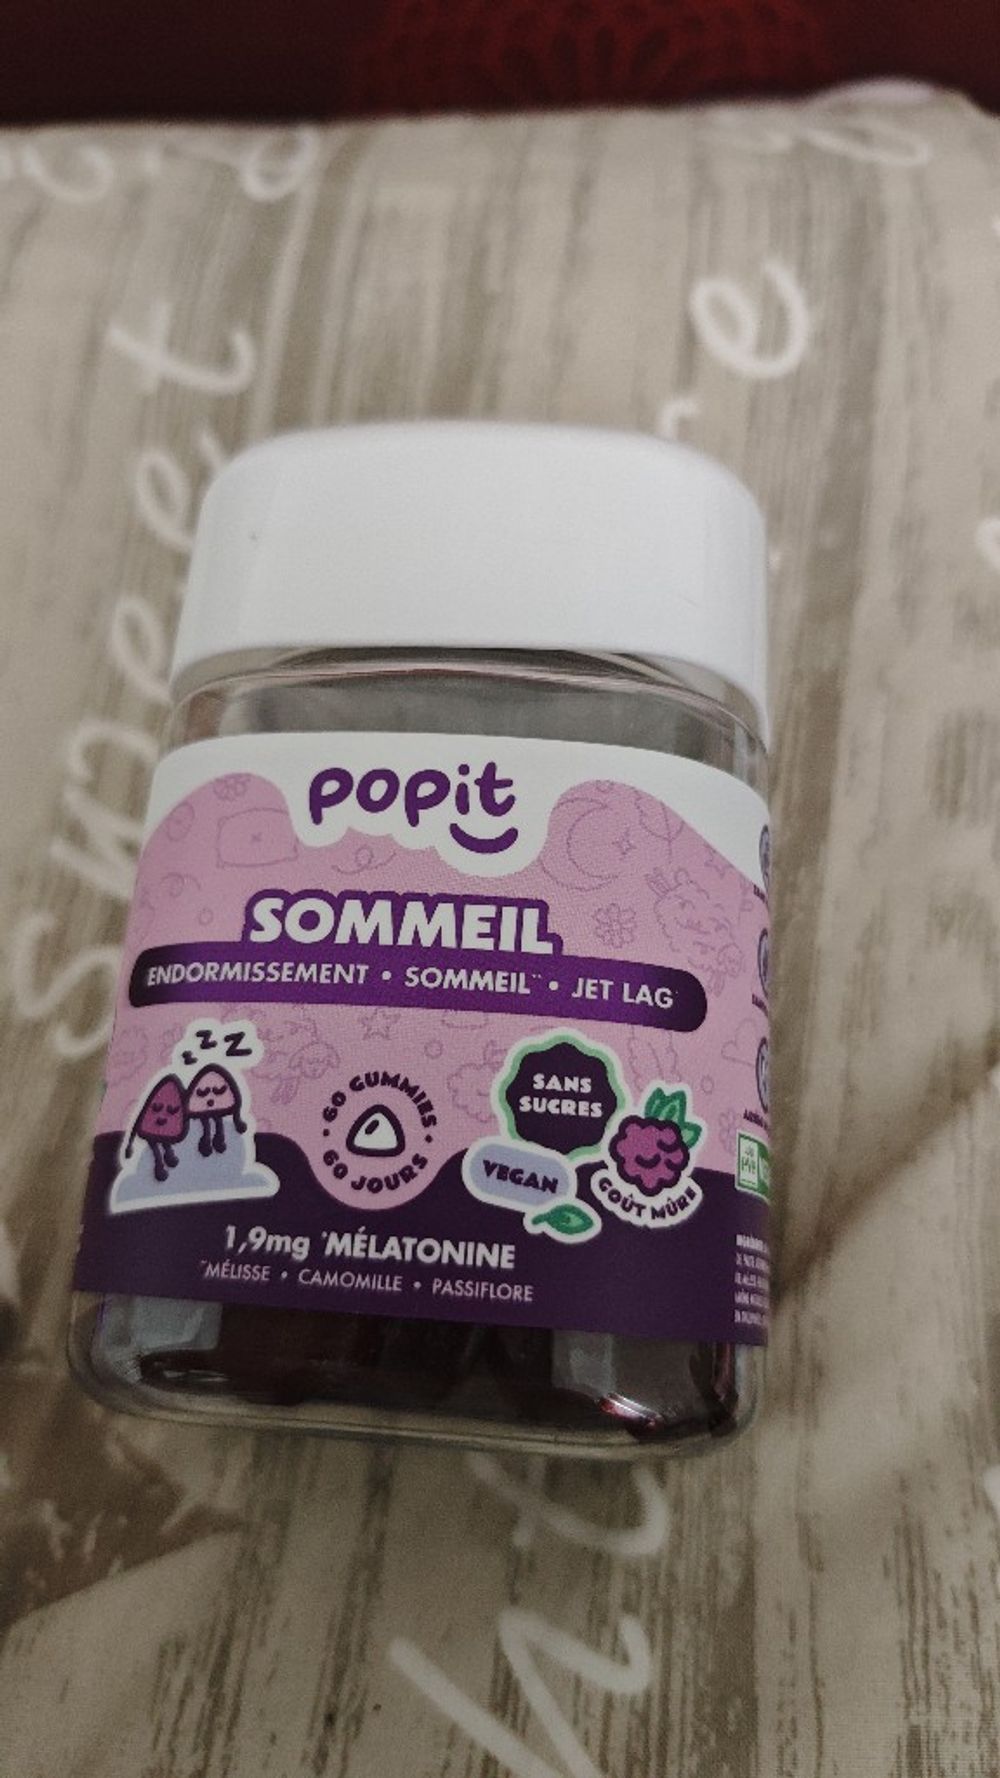 popit
SOMMEIL
ENDORMISSEMENT • SOMMEIL** • JET LAG*
z z Z
60 GUMMIES
60 JOURS
SANS
SUCRES
VEGAN
GOÛT MÛRE
1,9mg *MÉLATONINE
**MÉLISSE • CAMOMILLE • PASSIFLORE
sweet